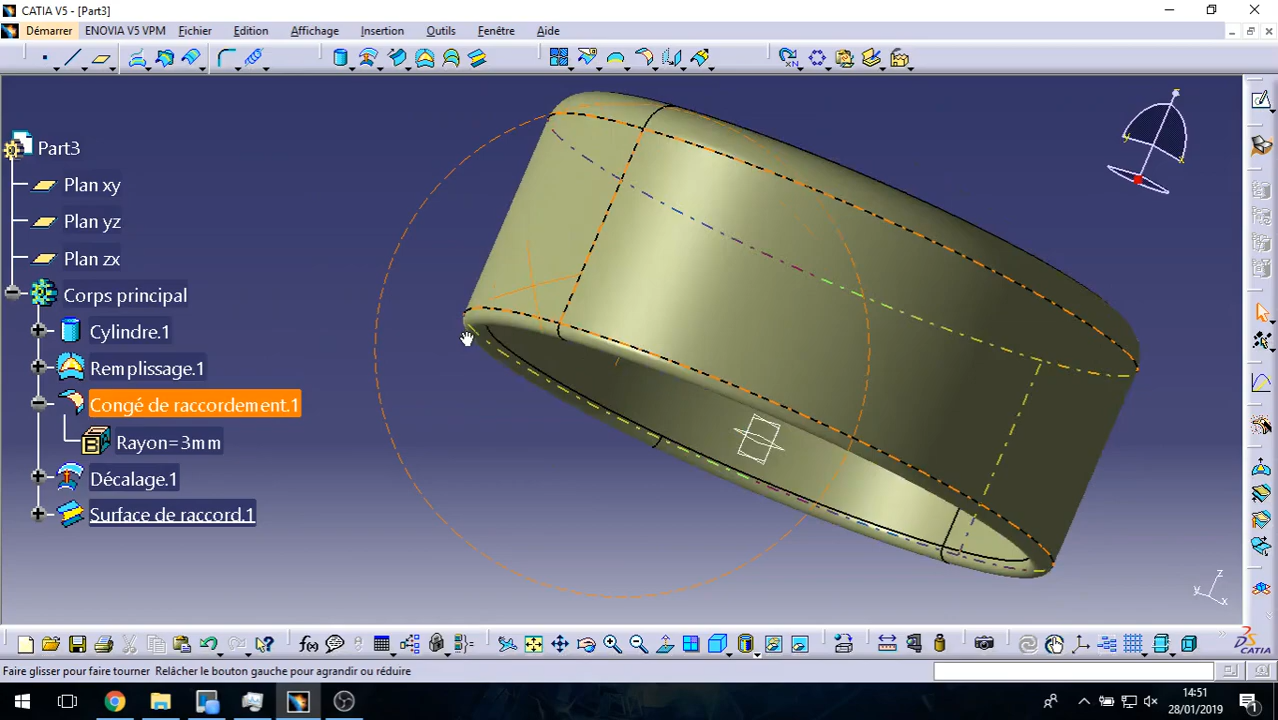 CATIA V5 - [Part3]
Démarrer ENOVIA V5 VPM Fichier Edition Affichage Insertion Outils Fenêtre Aide
Part3
Plan xy
Plan yz
Plan zx
Corps principal
Cylindre.1
Remplissage.1
Congé de raccordement.1
Rayon=3mm
Décalage.1
Surface de raccord.1
z
y
x
f(x)
CATIA
Faire glisser pour faire tourner Relâcher le bouton gauche pour agrandir ou réduire
14:51
28/01/2019
1